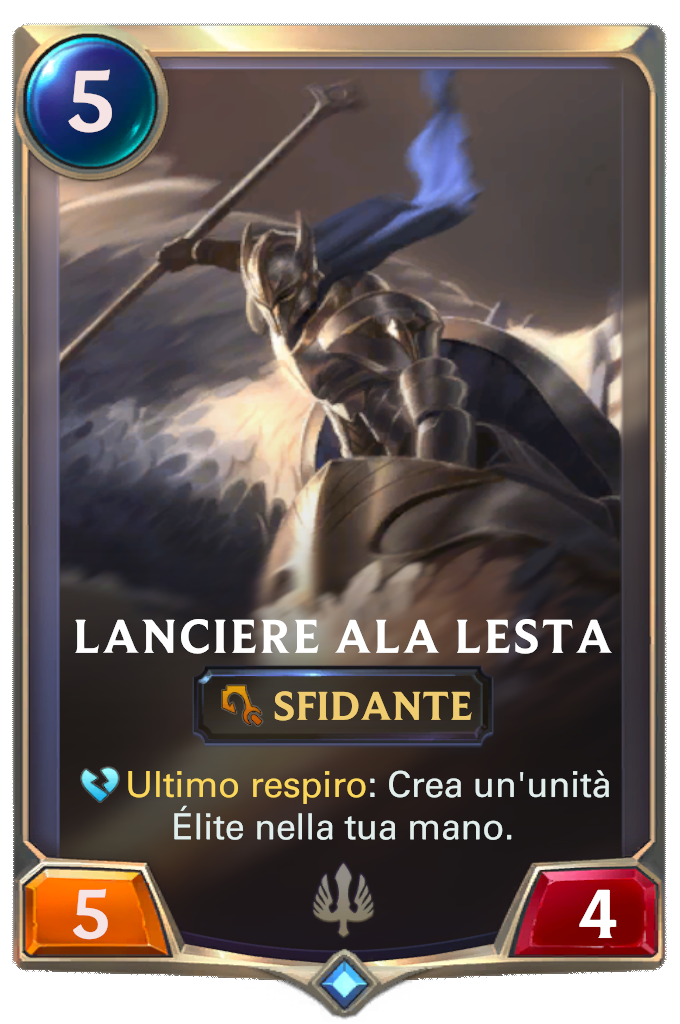 5
LANCIERE ALA LESTA
SFIDANTE
Ultimo respiro: Crea un'unità
Élite nella tua mano.
5
4